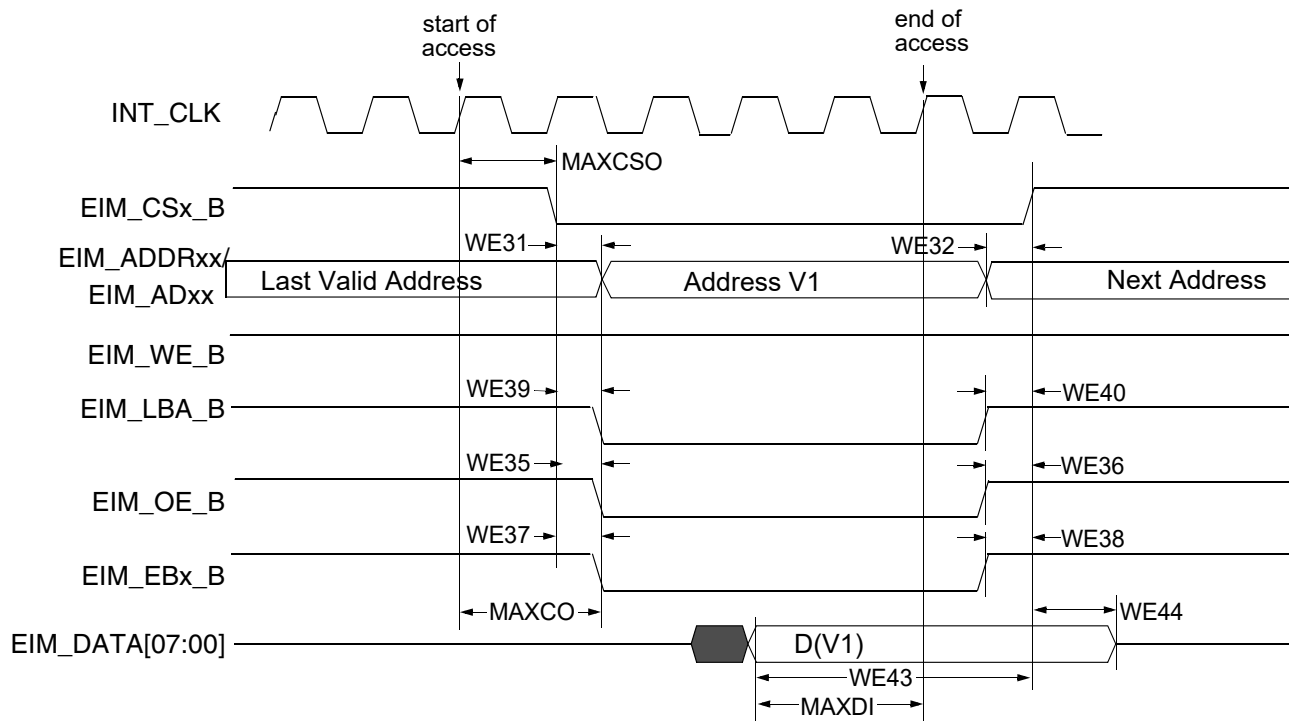 start of
access
end of
access
INT_CLK
MAXCSO
EIM_CSx_B
WE31
WE32
EIM_ADDRxx/
EIM_ADxx
Last Valid Address
Address V1
Next Address
EIM_WE_B
WE39
WE40
EIM_LBA_B
WE35
WE36
EIM_OE_B
WE37
WE38
EIM_EBx_B
MAXCO
WE44
EIM_DATA[07:00]
D(V1)
WE43
MAXDI